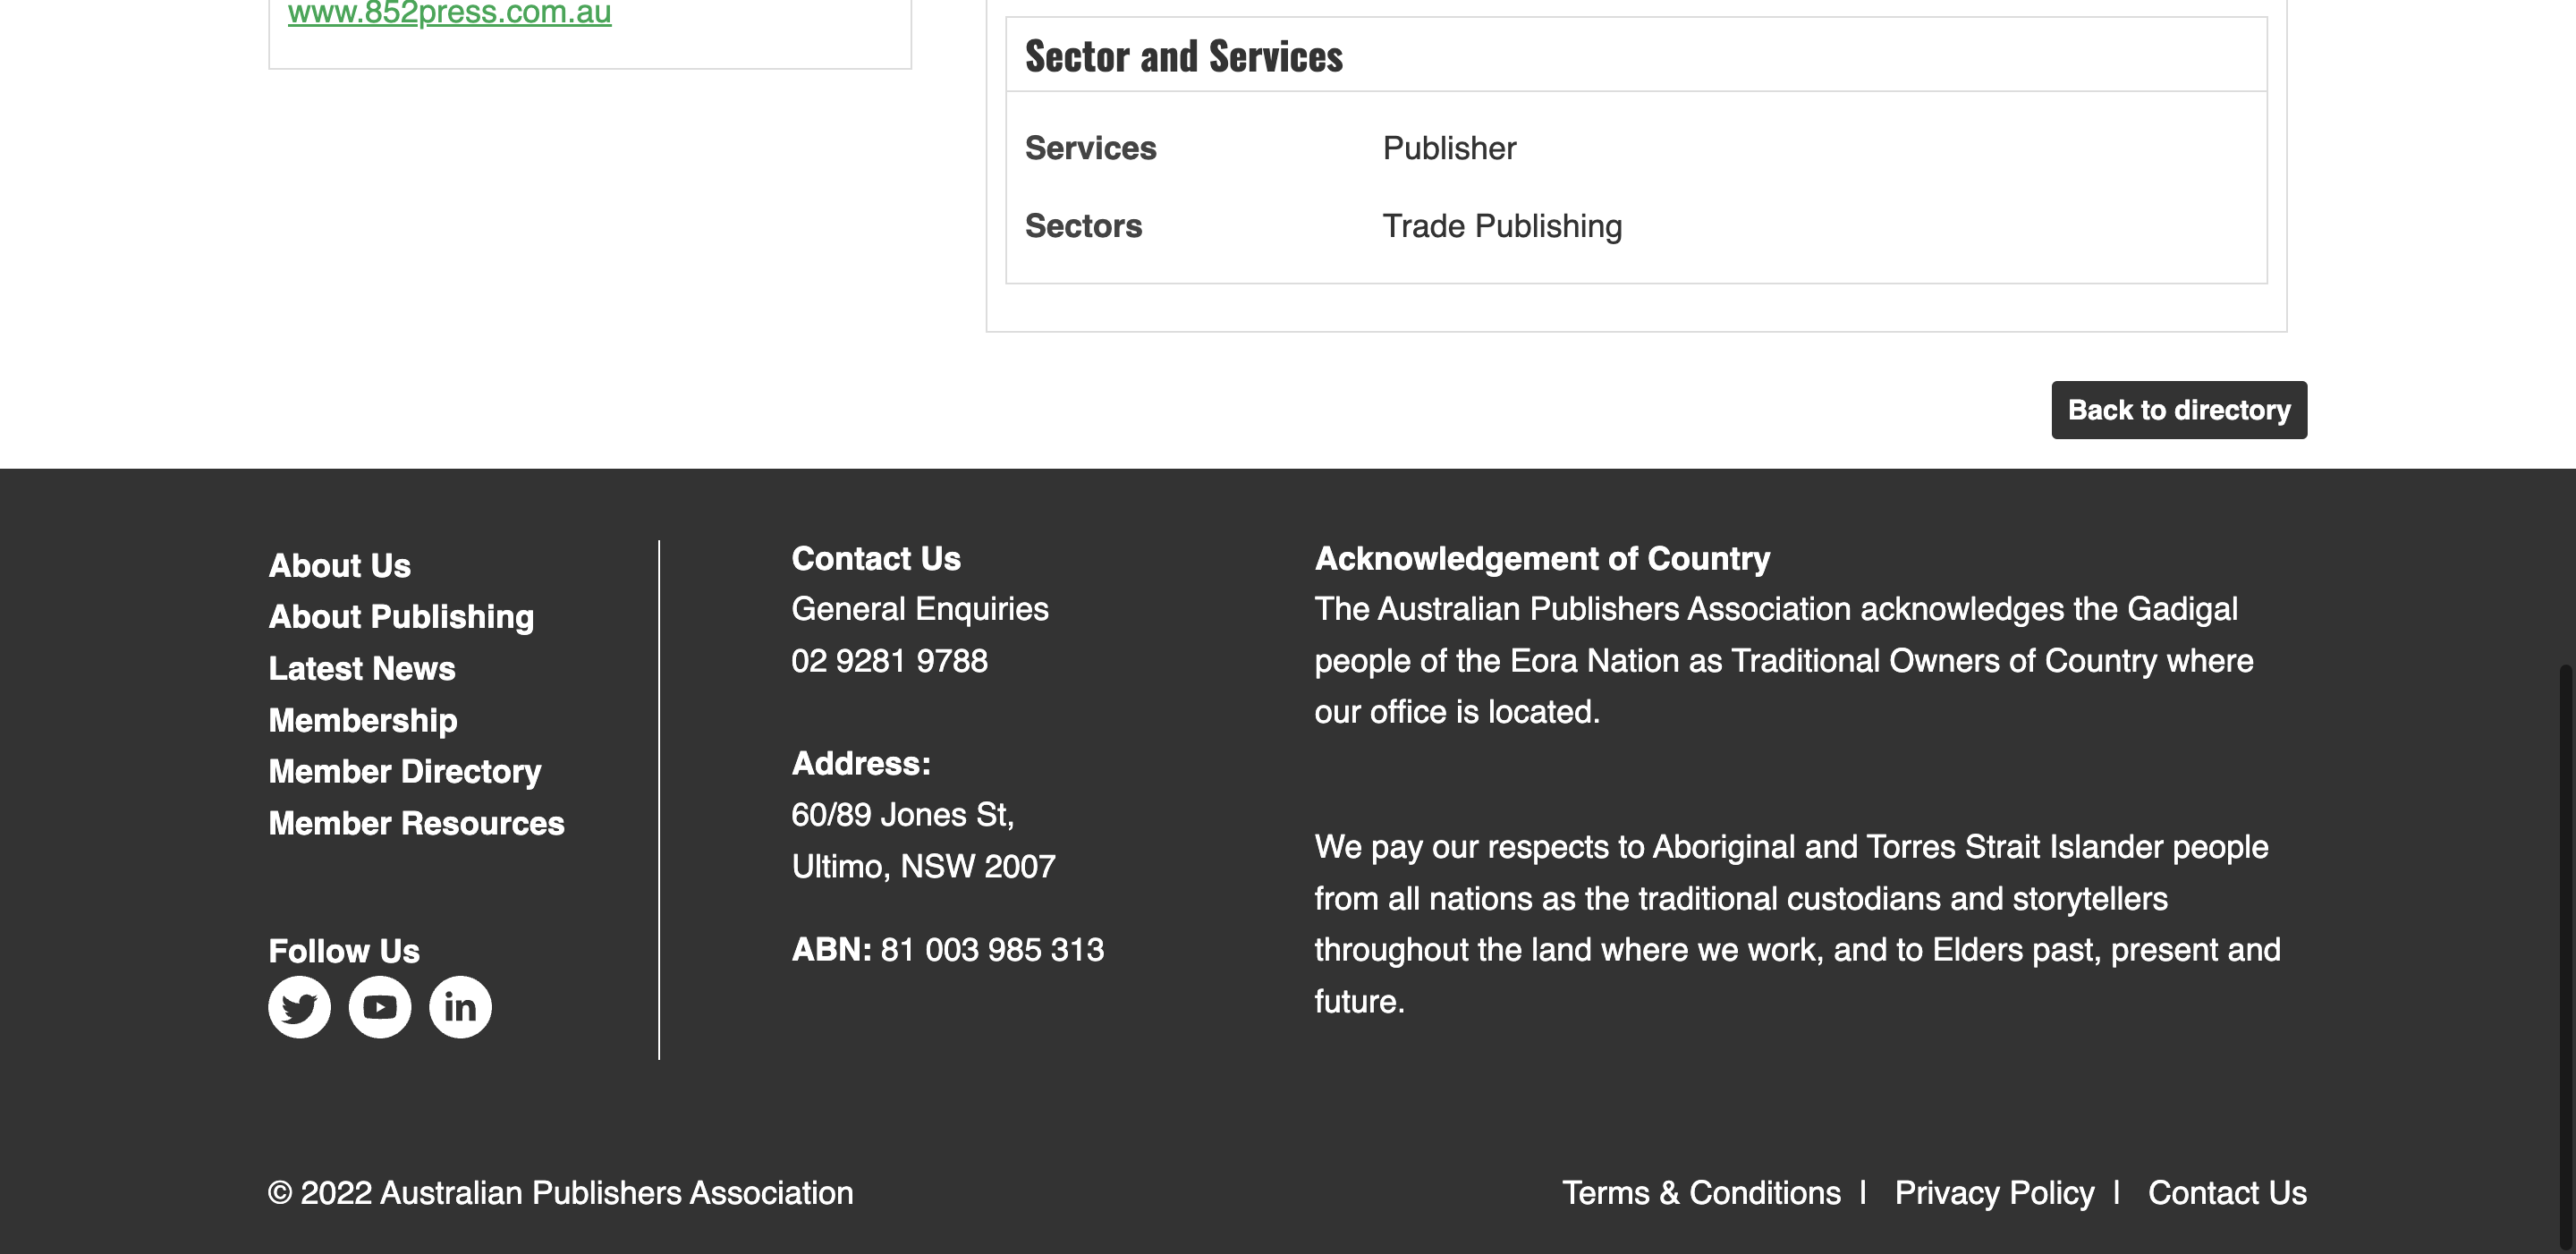 www.852press.com.au
Sector and Services
Services Publisher
Sectors Trade Publishing
Back to directory
About Us
About Publishing
Latest News
Membership
Member Directory
Member Resources
Follow Us
in
Contact Us
General Enquiries
02 9281 9788
Address:
60/89 Jones St,
Ultimo, NSW 2007
ABN: 81 003 985 313
Acknowledgement of Country
The Australian Publishers Association acknowledges the Gadigal
people of the Eora Nation as Traditional Owners of Country where
our office is located.
We pay our respects to Aboriginal and Torres Strait Islander people
from all nations as the traditional custodians and storytellers
throughout the land where we work, and to Elders past, present and
future.
© 2022 Australian Publishers Association
Terms & Conditions | Privacy Policy | Contact Us